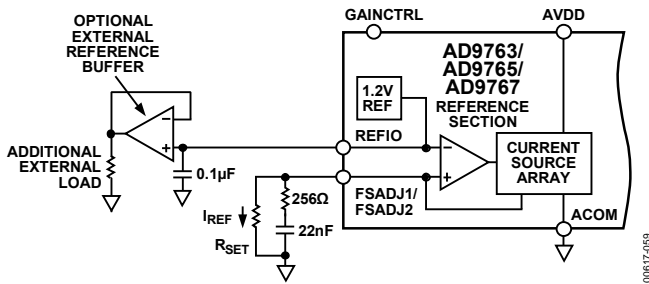 OPTIONAL
EXTERNAL
REFERENCE
BUFFER
ADDITIONAL
EXTERNAL
LOAD
0.1µF
IREF
RSET
256Ω
22nF
GAINCTRL
AVDD
AD9763/
AD9765/
AD9767
REFERENCE
SECTION
1.2V
REF
REFIO
CURRENT
SOURCE
ARRAY
FSADJ1/
FSADJ2
ACOM
00617-059